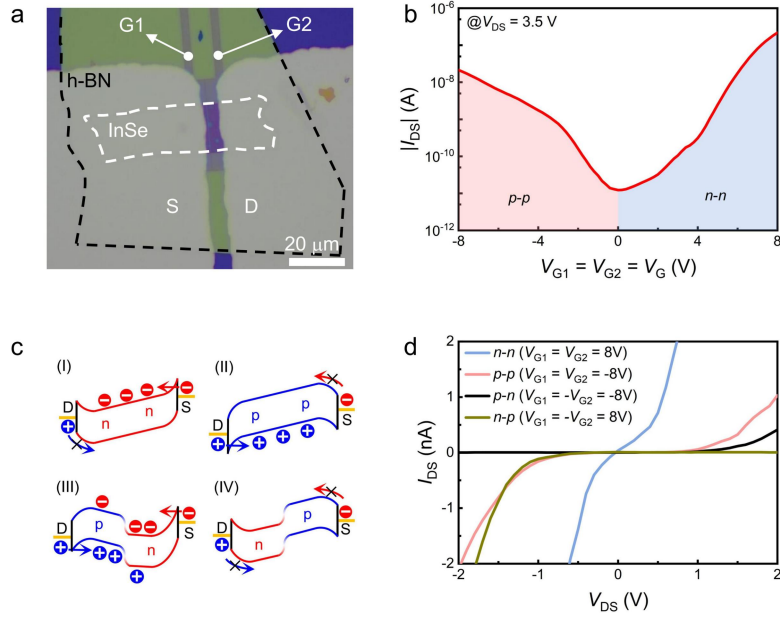 a
G1
G2
h-BN
InSe
S
D
20 μm
b
@V_DS = 3.5 V
|I_DS| (A)
10^-6
10^-8
10^-10
10^-12
p-p
n-n
-8
-4
0
4
8
V_G1 = V_G2 = V_G (V)
c
(I)
D
n
n
S
(II)
D
p
p
S
(III)
D
p
n
S
(IV)
D
n
p
S
d
n-n (V_G1 = V_G2 = 8V)
p-p (V_G1 = V_G2 = -8V)
p-n (V_G1 = -V_G2 = -8V)
n-p (V_G1 = -V_G2 = 8V)
I_DS (nA)
2
1
0
-1
-2
-2
-1
0
1
2
V_DS (V)